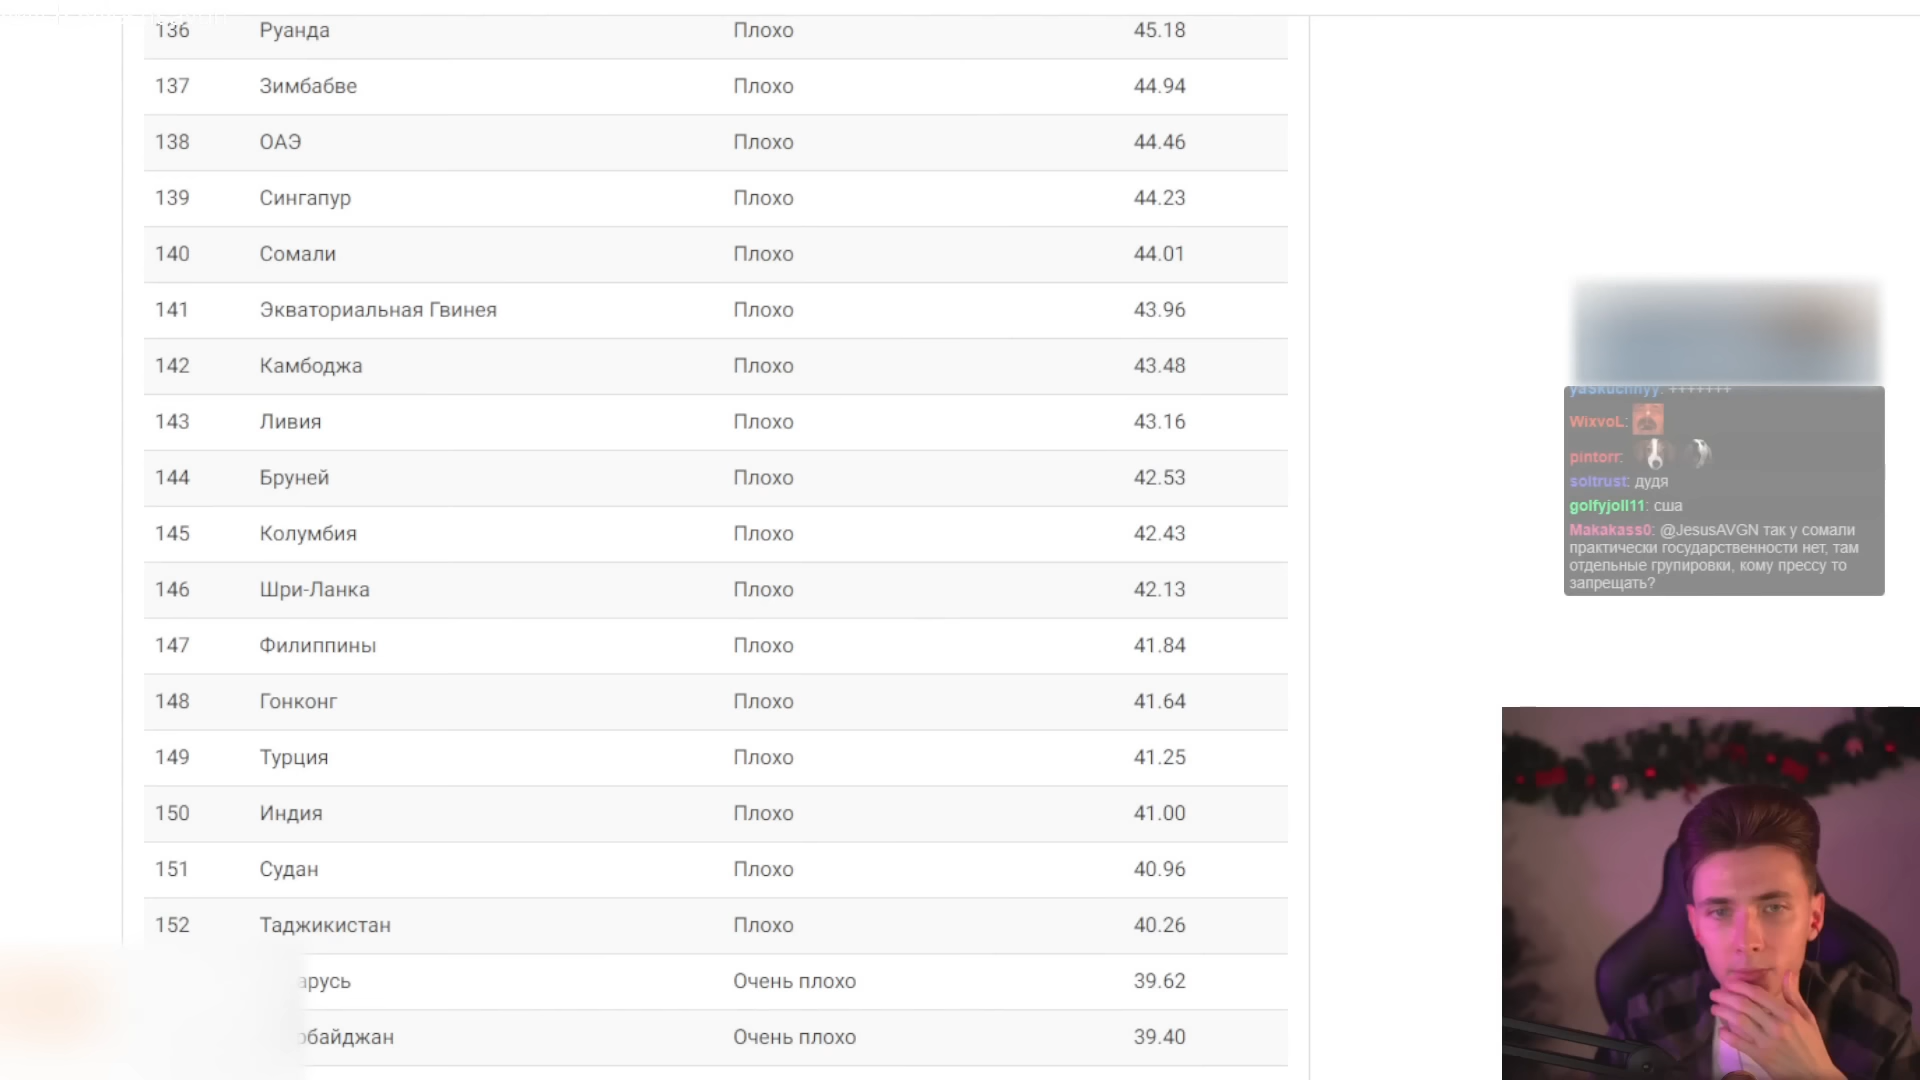 136 Руанда Плохо 45.18
137 Зимбабве Плохо 44.94
138 ОАЭ Плохо 44.46
139 Сингапур Плохо 44.23
140 Сомали Плохо 44.01
141 Экваториальная Гвинея Плохо 43.96
142 Камбоджа Плохо 43.48
143 Ливия Плохо 43.16
144 Бруней Плохо 42.53
145 Колумбия Плохо 42.43
146 Шри-Ланка Плохо 42.13
147 Филиппины Плохо 41.84
148 Гонконг Плохо 41.64
149 Турция Плохо 41.25
150 Индия Плохо 41.00
151 Судан Плохо 40.96
152 Таджикистан Плохо 40.26
арусь Очень плохо 39.62
обайджан Очень плохо 39.40
yaSkuchnyy: +++++++
WixvoL:
pintorr:
soltrust: дудя
golfyjoll11: сша
Makakass0: @JesusAVGN так у сомали
практически государственности нет, там
отдельные групировки, кому прессу то
запрещать?